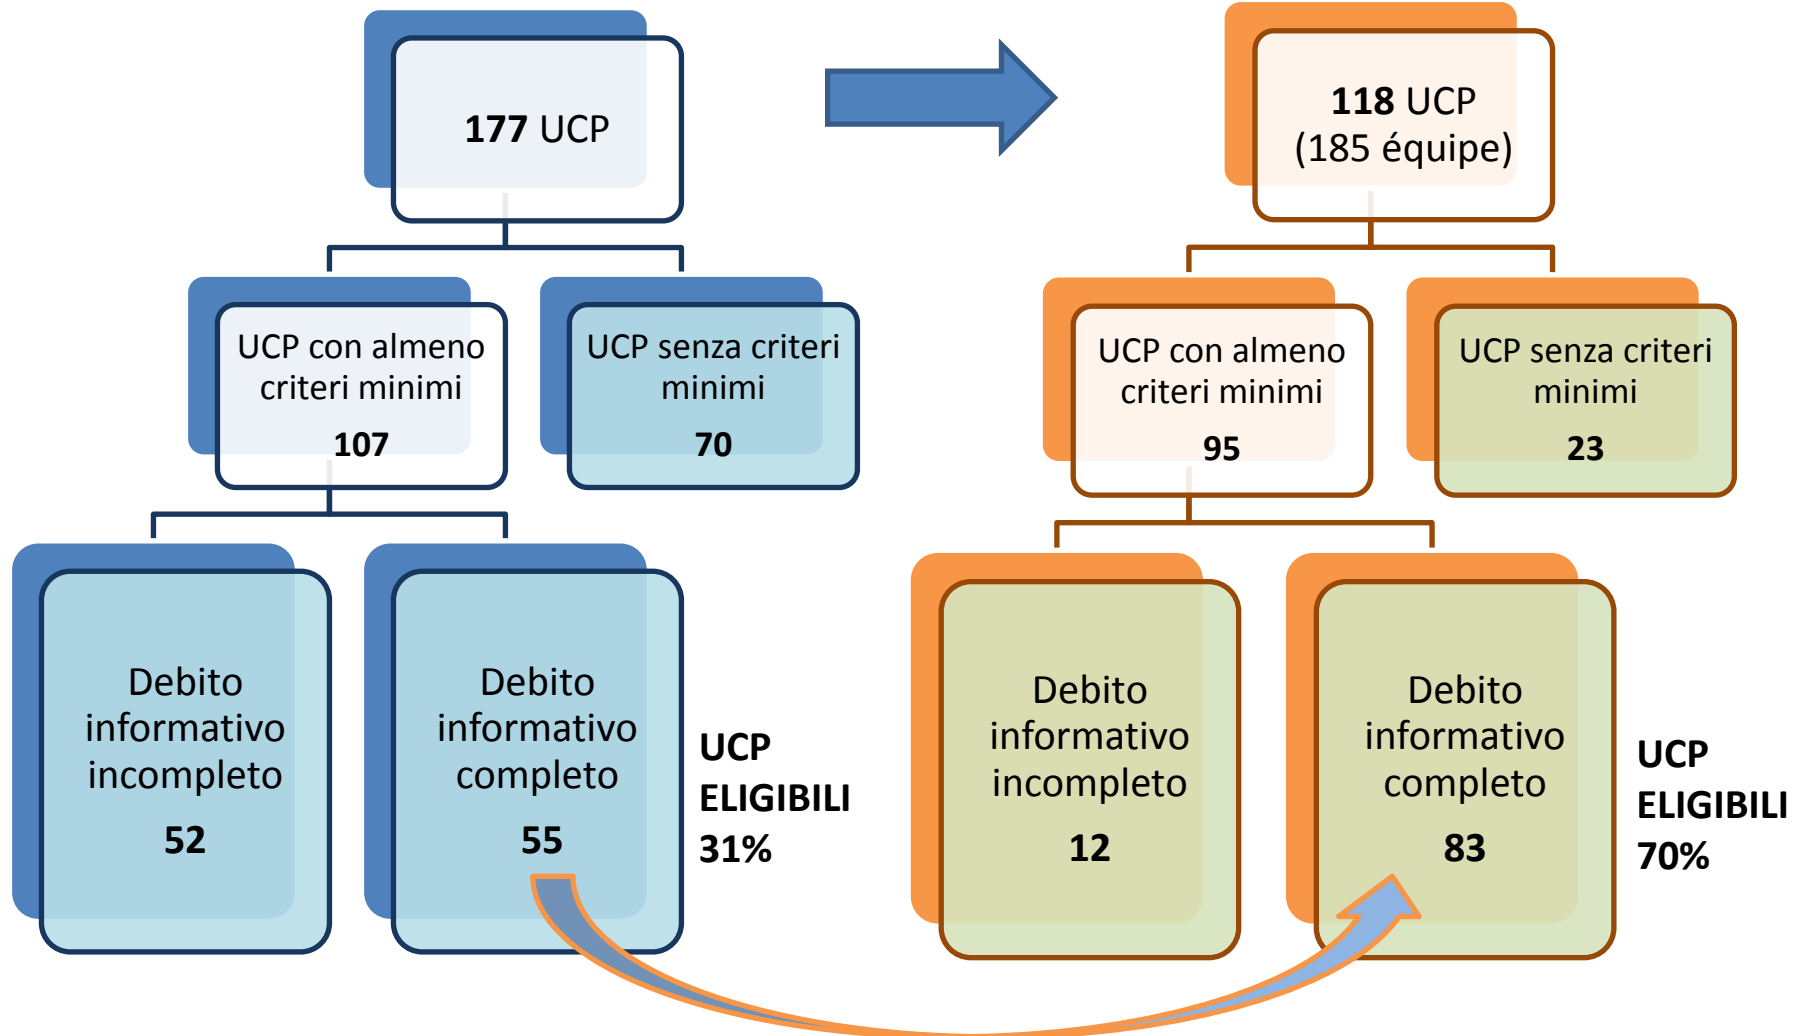 177 UCP
UCP con almeno
criteri minimi
107
UCP senza criteri
minimi
70
Debito
informativo
incompleto
52
Debito
informativo
completo
55
UCP
ELIGIBILI
31%
118 UCP
(185 équipe)
UCP con almeno
criteri minimi
95
UCP senza criteri
minimi
23
Debito
informativo
incompleto
12
Debito
informativo
completo
83
UCP
ELIGIBILI
70%